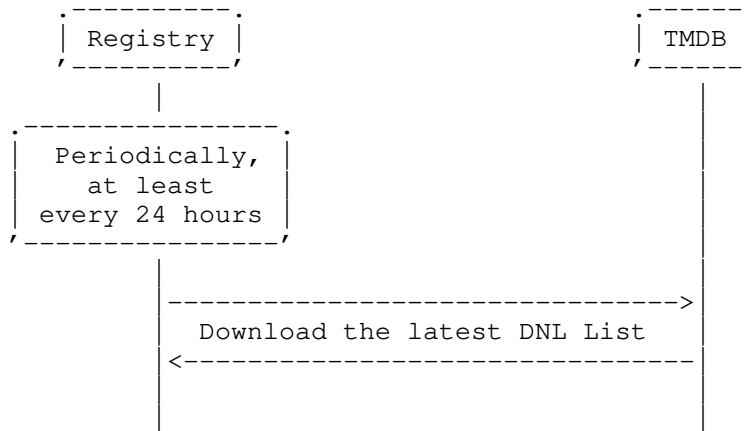 Registry
TMDB
Periodically,
at least
every 24 hours
Download the latest DNL List